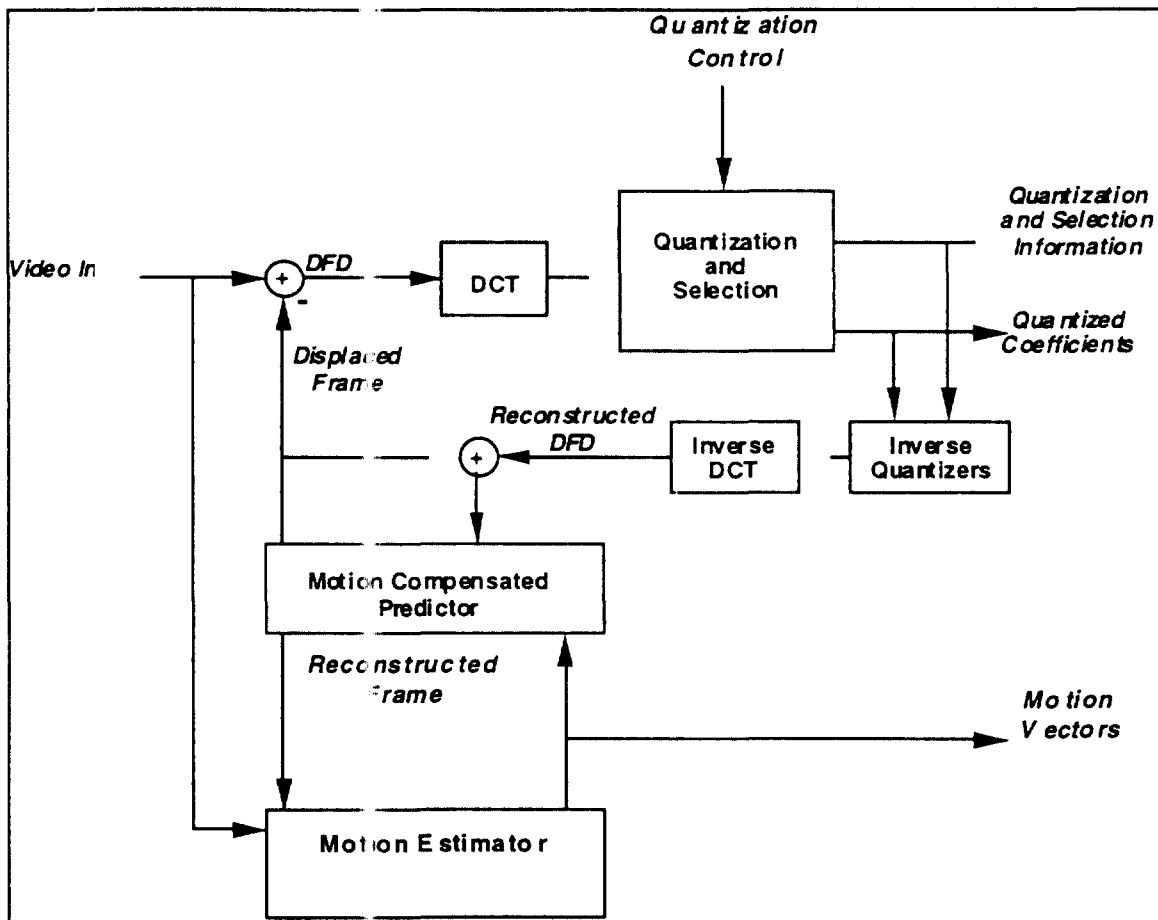 Quantization
Control
Quantization
and Selection
Information
Quantization
and
Selection
Video In
DFD
+
-
DCT
Quantized
Coefficients
Displaced
Frame
Reconstructed
DFD
+
Inverse
DCT
Inverse
Quantizers
Motion Compensated
Predictor
Reconstructed
Frame
Motion
Vectors
Motion Estimator